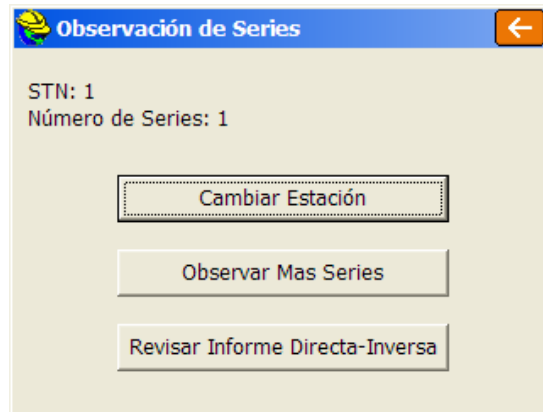 Observación de Series
STN: 1
Número de Series: 1
Cambiar Estación
Observar Mas Series
Revisar Informe Directa-Inversa